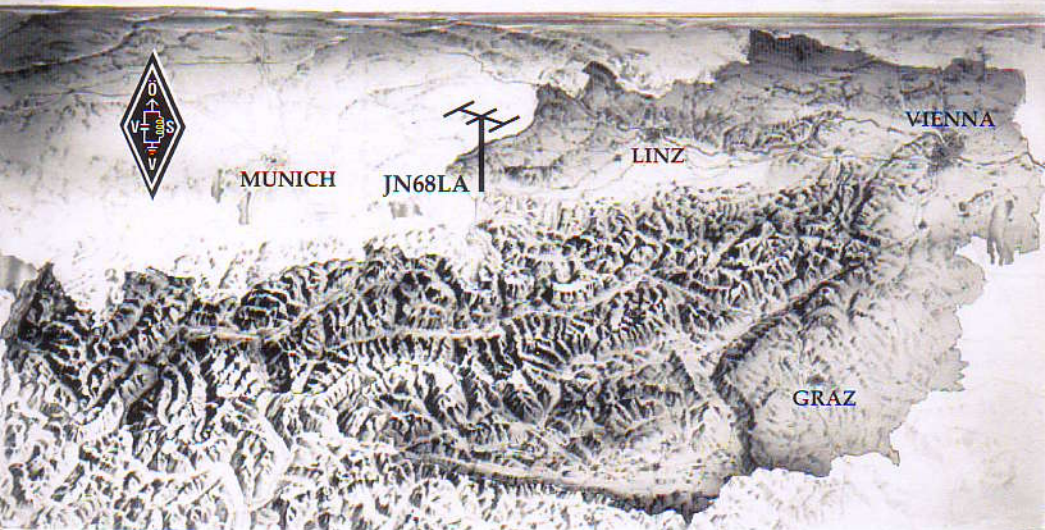 O
V S
V
VIENNA
LINZ
MUNICH
JN68LA
GRAZ